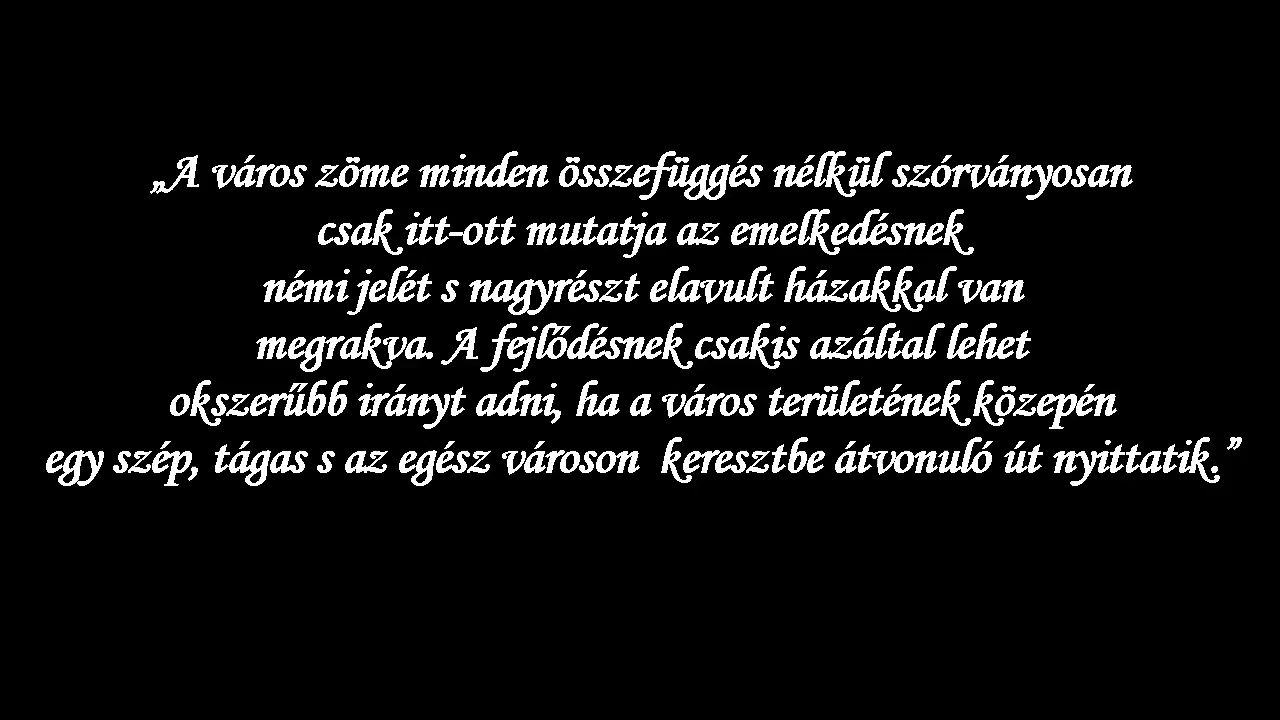 „A város zöme minden összefüggés nélkül szórványosan
csak itt-ott mutatja az emelkedésnek
némi jelét s nagyrészt elavult házakkal van
megrakva. A fejlődésnek csakis azáltal lehet
okszerűbb irányt adni, ha a város területének közepén
egy szép, tágas s az egész városon  keresztbe átvonuló út nyittatik.”